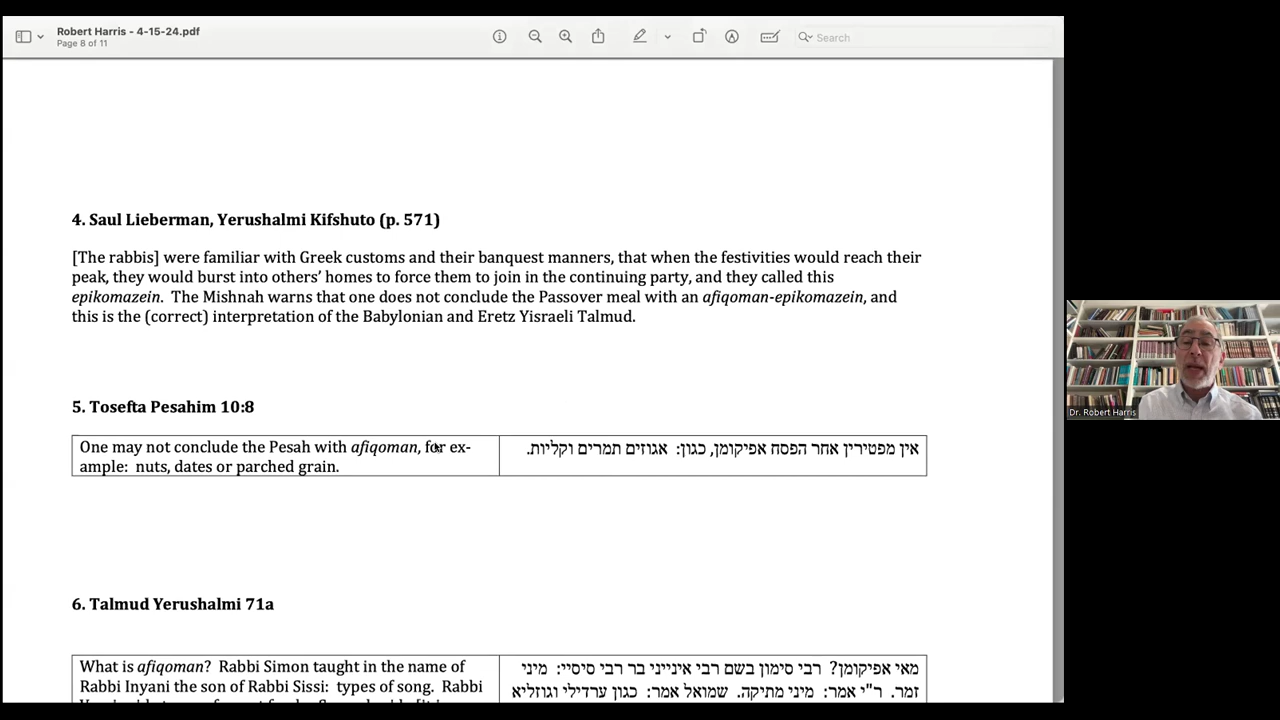 Robert Harris - 4-15-24.pdf
Page 8 of 11
Search
4. Saul Lieberman, Yerushalmi Kifshuto (p. 571)
[The rabbis] were familiar with Greek customs and their banquest manners, that when the festivities would reach their
peak, they would burst into others’ homes to force them to join in the continuing party, and they called this
epikomazein. The Mishnah warns that one does not conclude the Passover meal with an afiqoman-epikomazein, and
this is the (correct) interpretation of the Babylonian and Eretz Yisraeli Talmud.
5. Tosefta Pesahim 10:8
One may not conclude the Pesah with afiqoman, for ex-
ample: nuts, dates or parched grain.
אין מפטירין אחר הפסח אפיקומן, כגון: אגוזים תמרים וקליות.
6. Talmud Yerushalmi 71a
What is afiqoman? Rabbi Simon taught in the name of
Rabbi Inyani the son of Rabbi Sissi: types of song. Rabbi
מאי אפיקומן? רבי סימון בשם רבי אינייני בר רבי סיסיי: מיני
זמר. ר"י אמר: מיני מתיקה. שמואל אמר: כגון ערדילי וגוזליא
Dr. Robert Harris